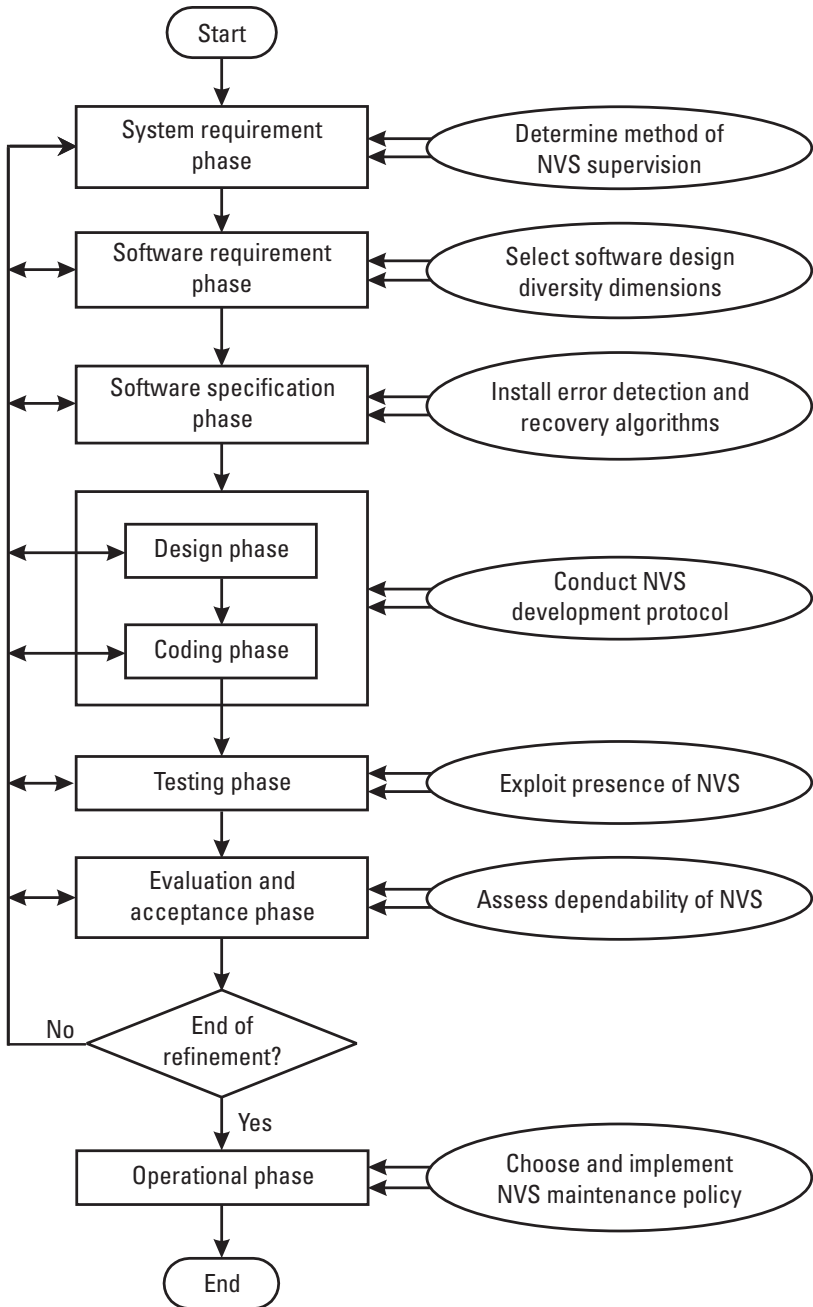 Start
System requirement
phase
Determine method of
NVS supervision
Software requirement
phase
Select software design
diversity dimensions
Software specification
phase
Install error detection and
recovery algorithms
Design phase
Coding phase
Conduct NVS
development protocol
Testing phase
Exploit presence of NVS
Evaluation and
acceptance phase
Assess dependability of NVS
End of
refinement?
No
Yes
Operational phase
Choose and implement
NVS maintenance policy
End